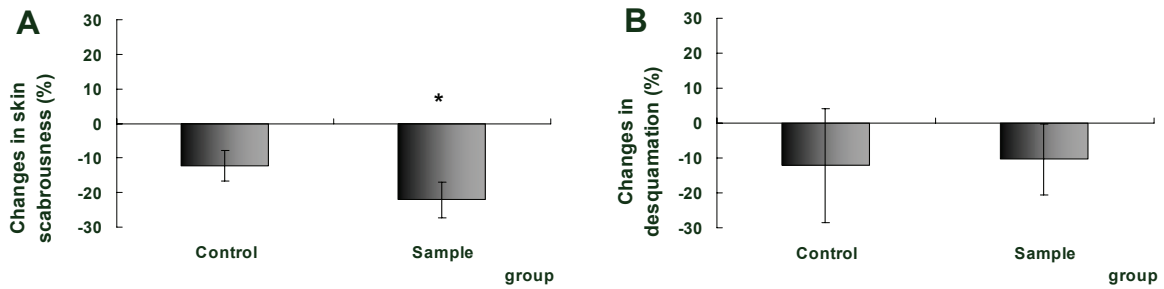 A
Changes in skin
scabrousness (%)
30
20
10
0
-10
-20
-30
*
Control
Sample
group
B
Changes in
desquamation (%)
30
20
10
0
-10
-20
-30
Control
Sample
group